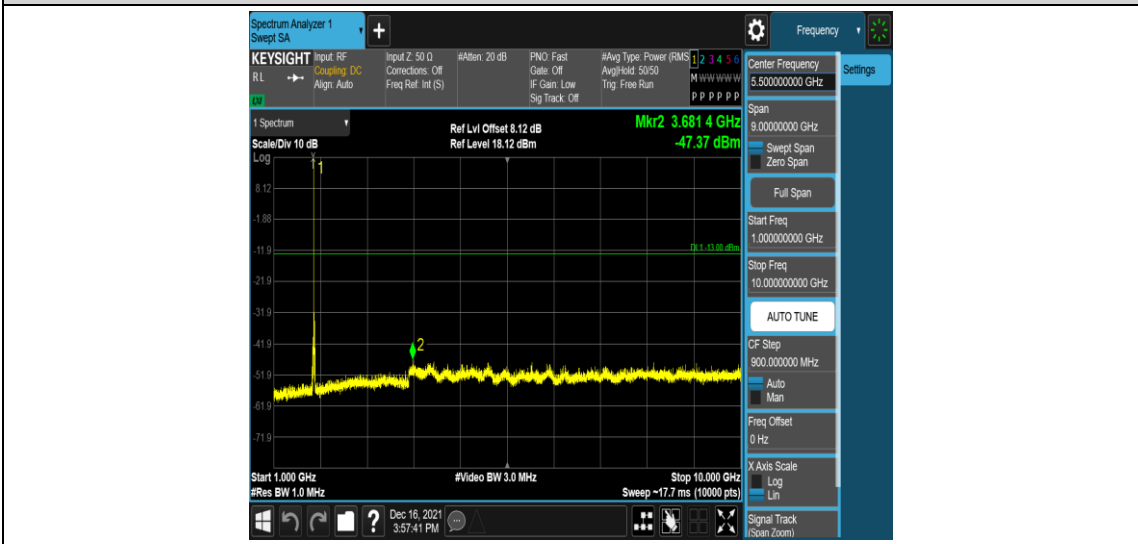 Spectrum Analyzer 1
Swept SA
+
Frequency
KEYSIGHT
RL
LXI
Input: RF
Coupling: DC
Align: Auto
Input Z: 50 Ω
Corrections: Off
Freq Ref: Int (S)
#Atten: 20 dB
PNO: Fast
Gate: Off
IF Gain: Low
Sig Track: Off
#Avg Type: Power (RMS
Avg|Hold: 50/50
Trig: Free Run
1 2 3 4 5 6
M W W W W W
P P P P P P
Center Frequency
5.500000000 GHz
Settings
Span
9.00000000 GHz
Swept Span
Zero Span
Full Span
Start Freq
1.000000000 GHz
Stop Freq
10.000000000 GHz
AUTO TUNE
CF Step
900.000000 MHz
Auto
Man
Freq Offset
0 Hz
X Axis Scale
Log
Lin
Signal Track
(Span Zoom)
1 Spectrum
Scale/Div 10 dB
Log
Ref Lvl Offset 8.12 dB
Ref Level 18.12 dBm
Mkr2 3.681 4 GHz
-47.37 dBm
1
8.12
-1.88
-11.9
DL1 -13.00 dBm
-21.9
-31.9
-41.9
2
-51.9
-61.9
-71.9
Start 1.000 GHz
#Video BW 3.0 MHz
Stop 10.000 GHz
#Res BW 1.0 MHz
Sweep ~17.7 ms (10000 pts)
?
Dec 16, 2021
3:57:41 PM